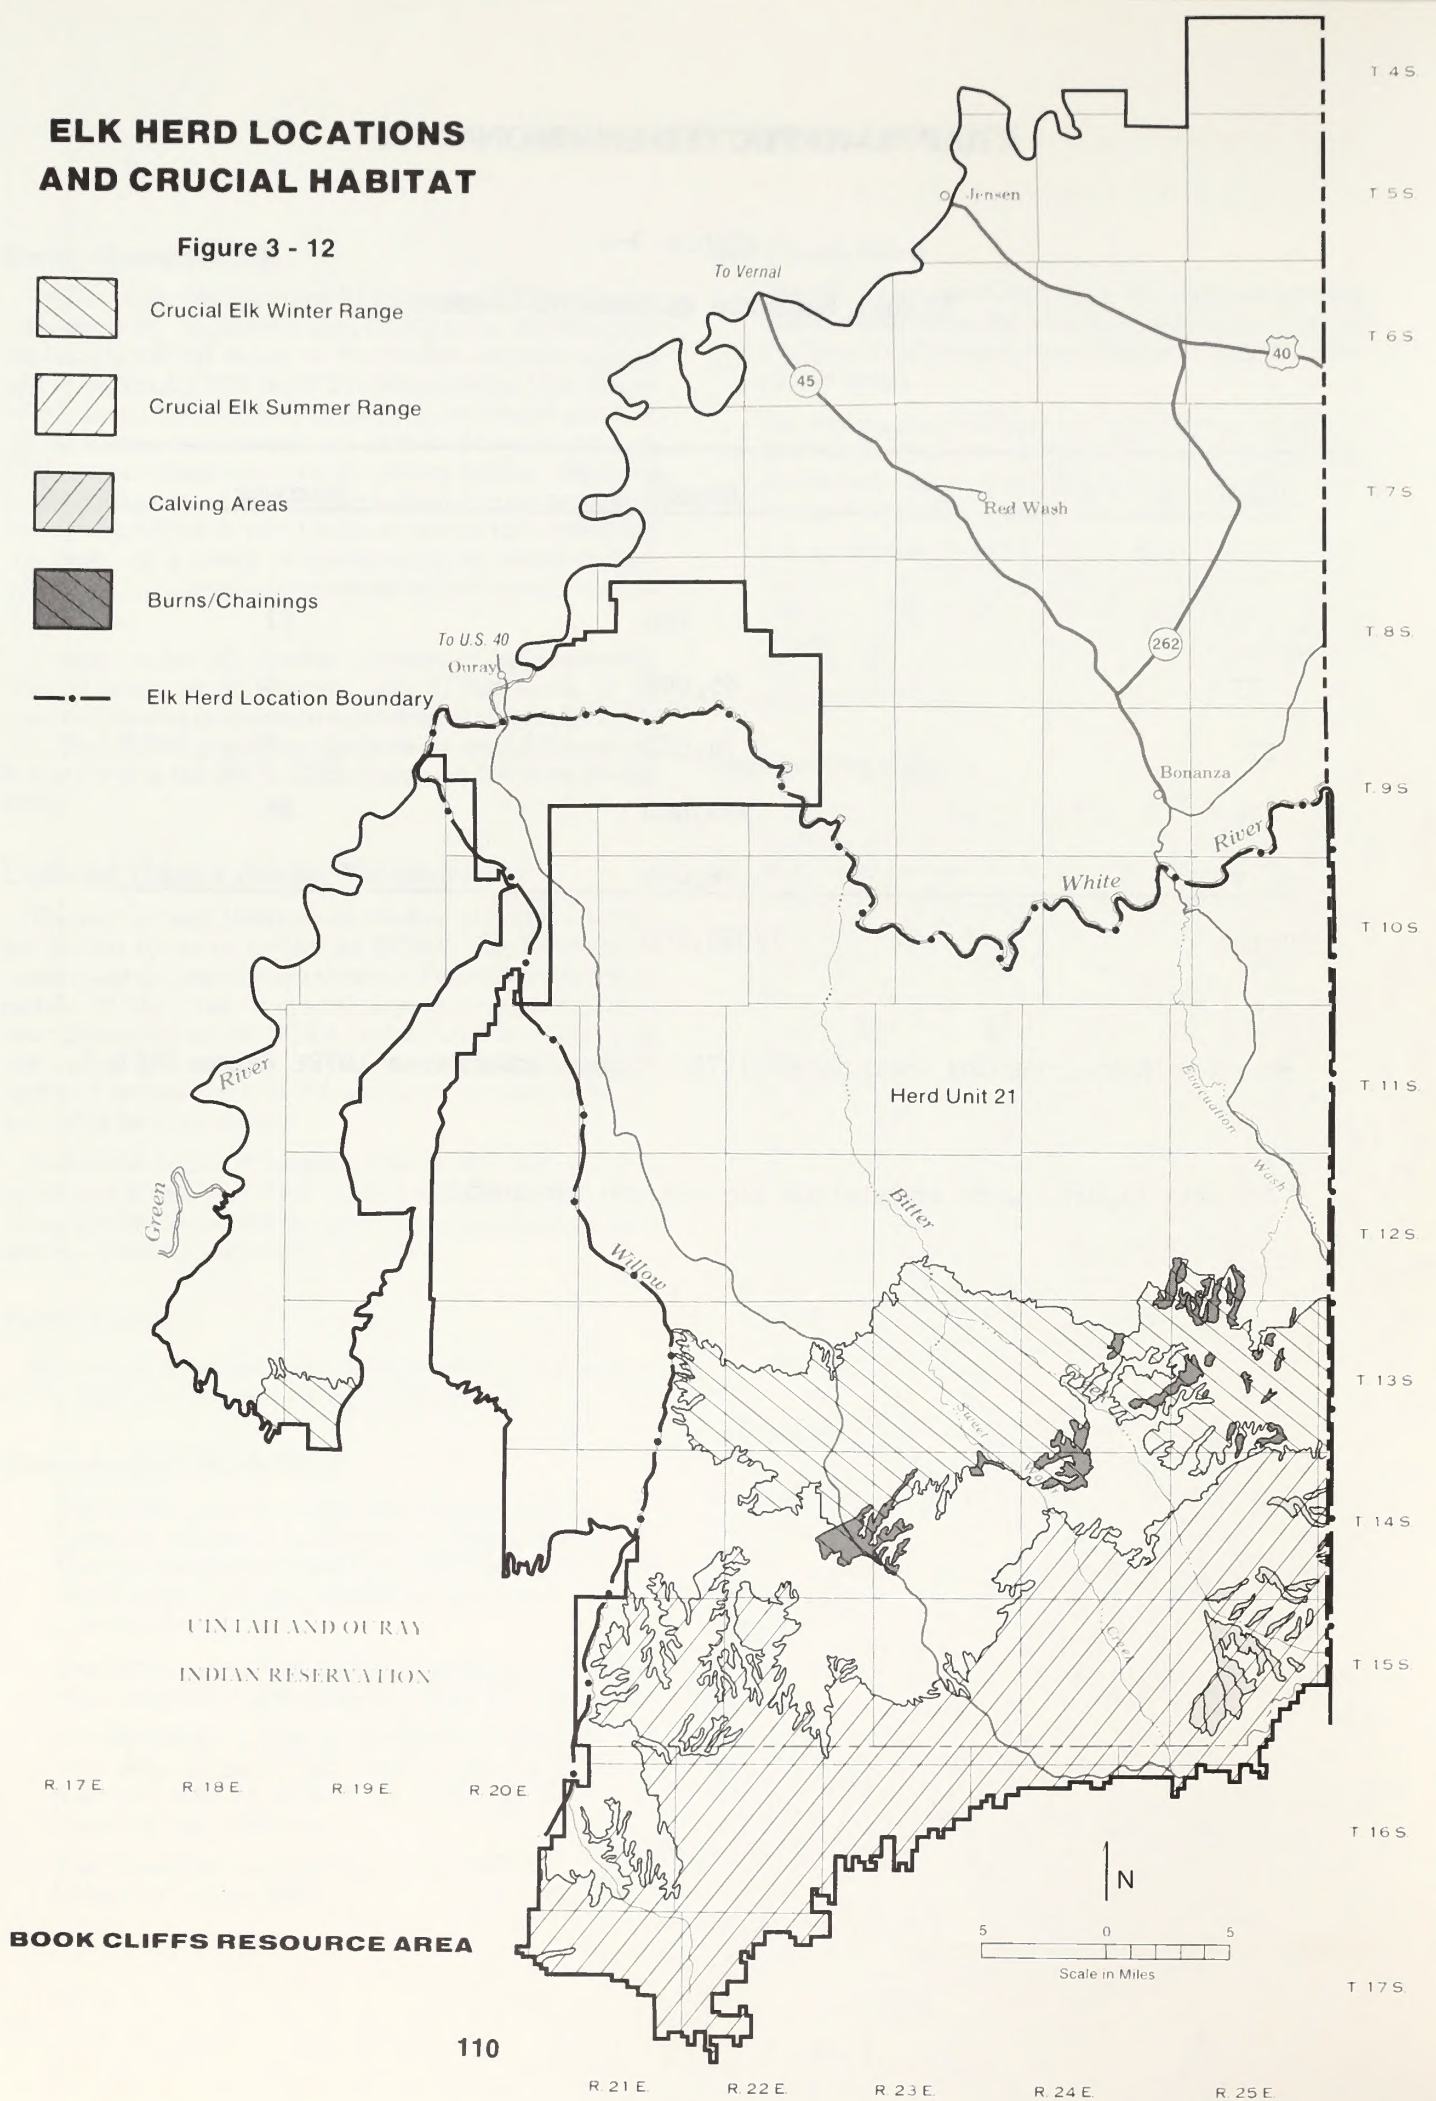 ELK HERD LOCATIONS
AND CRUCIAL HABITAT
Figure 3 - 12
Crucial Elk Winter Range
Crucial Elk Summer Range
Calving Areas
Burns/Chainings
Elk Herd Location Boundary
T 4 S.
T 5 S.
T 6 S
T 7 S
T. 8 S.
T. 9 S
T 10 S.
T. 11 S.
T 12 S.
T 13 S
T. 14 S
T 15 S.
T 16 S.
T 17 S.
Jensen
To Vernal
40
45
Red Wash
262
To U.S. 40
Ouray
Bonanza
River
White
River
Green
Herd Unit 21
Evacuation
Wash
Bitter
Willow
Creek
Sweet
Water
Creek
UINTAH AND OURAY
INDIAN RESERVATION
R. 17 E.
R. 18 E.
R. 19 E
R. 20 E.
N
5 0 5
Scale in Miles
BOOK CLIFFS RESOURCE AREA
110
R. 21 E.
R. 22 E.
R. 23 E.
R. 24 E.
R. 25 E.